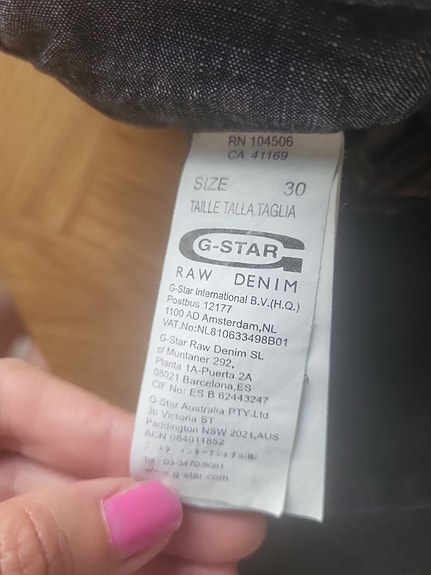 RN 104506
CA 41169
SIZE 30
TAILLE TALLA TAGLIA
G-STAR
RAW DENIM
G-Star International B.V.(H.Q.)
Postbus 12177
1100 AD Amsterdam,NL
VAT.No:NL810633498B01
G-Star Raw Denim SL
c/ Muntaner 292,
Planta 1A-Puerta 2A
08021 Barcelona,ES
CIF No: ES B 62443247
G-Star Australia PTY.Ltd
3b Victoria ST
Paddington NSW 2021,AUS
ACN 084011852
ジースター インターナショナル(株)
Tel: 03-3470-9681
www.g-star.com